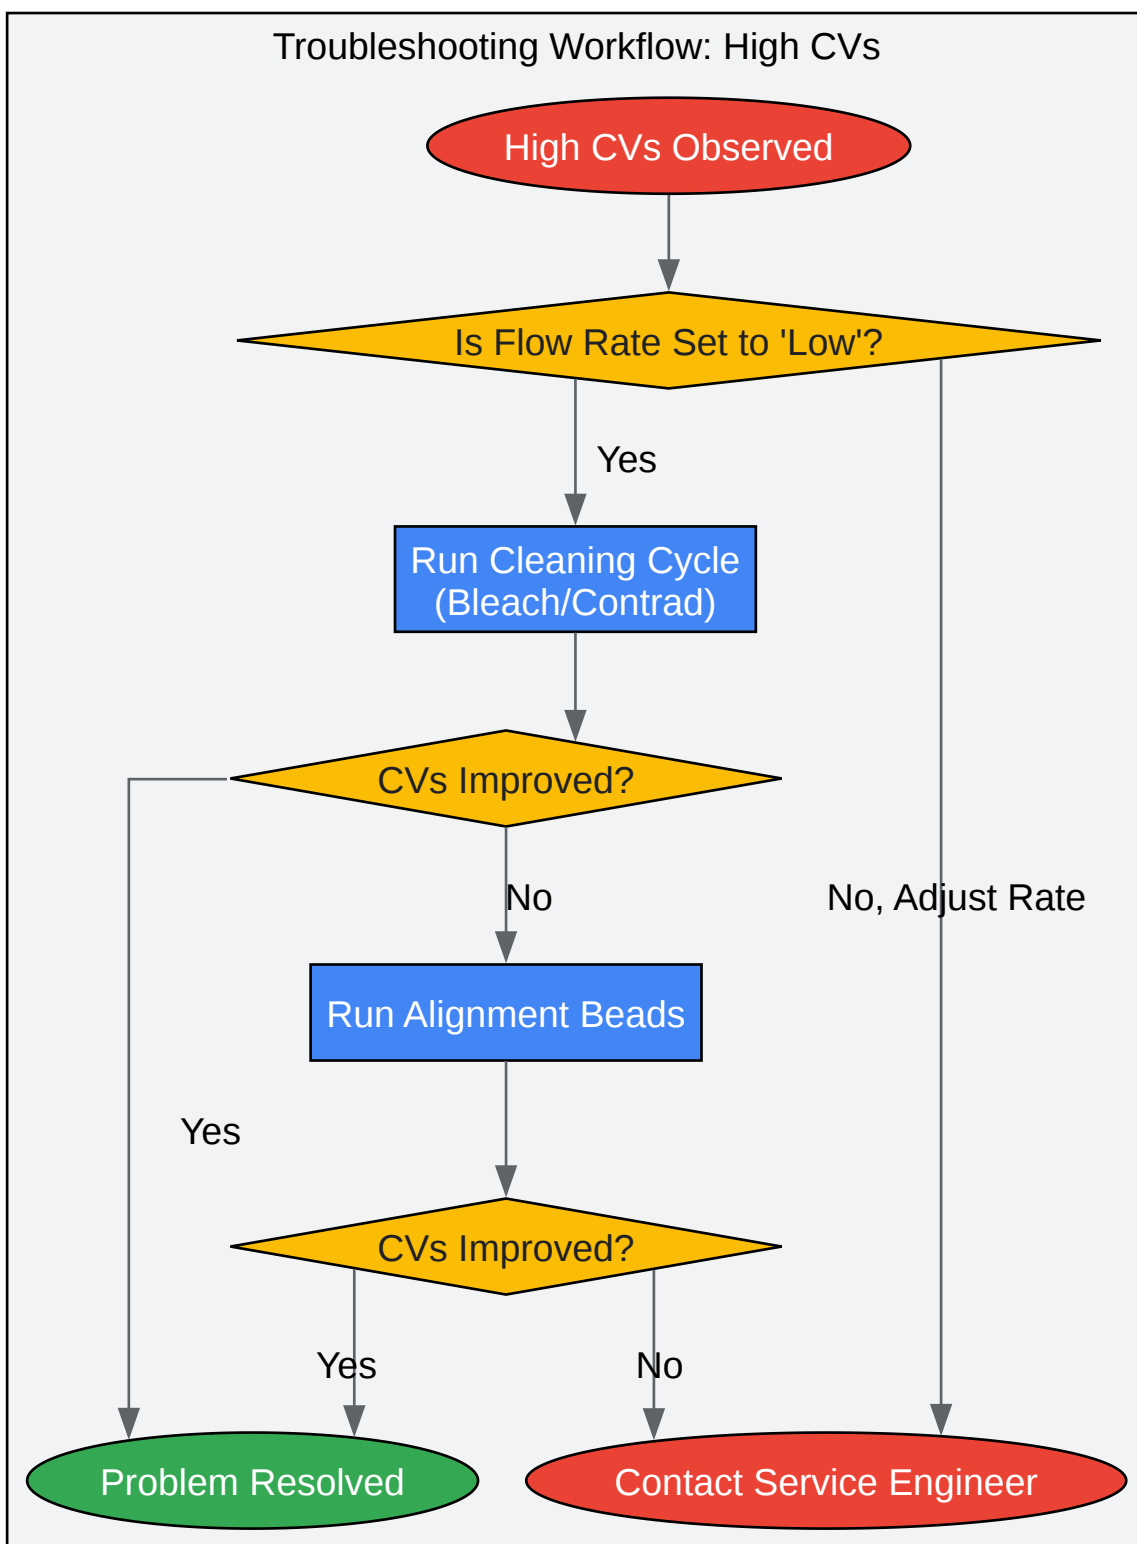 Troubleshooting Workflow: High CVs
High CVs Observed
Is Flow Rate Set to 'Low'?
Yes
Run Cleaning Cycle
(Bleach/Contrad)
CVs Improved?
No
No, Adjust Rate
Run Alignment Beads
Yes
CVs Improved?
Yes
No
Problem Resolved
Contact Service Engineer